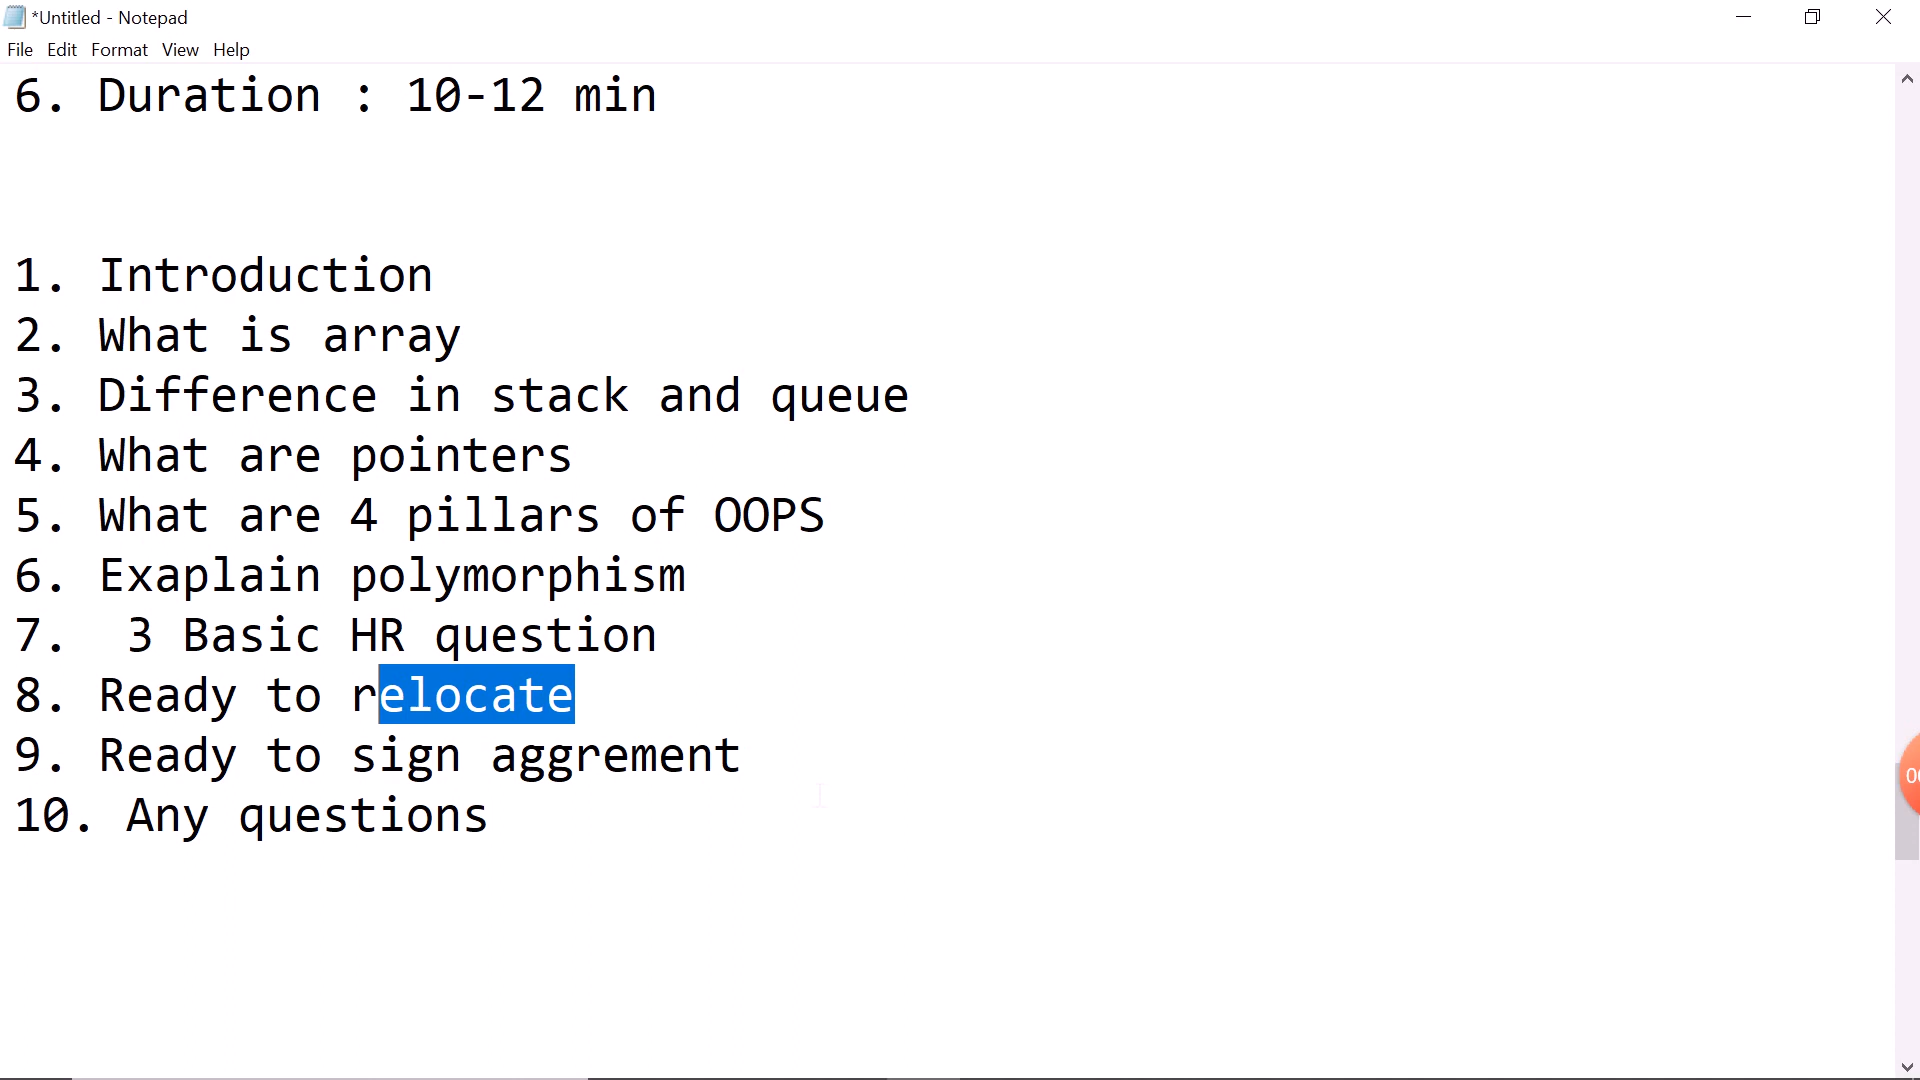 *Untitled - Notepad
File Edit Format View Help
6. Duration : 10-12 min
1. Introduction
2. What is array
3. Difference in stack and queue
4. What are pointers
5. What are 4 pillars of OOPS
6. Exaplain polymorphism
7.  3 Basic HR question
8. Ready to relocate
9. Ready to sign aggrement
10. Any questions